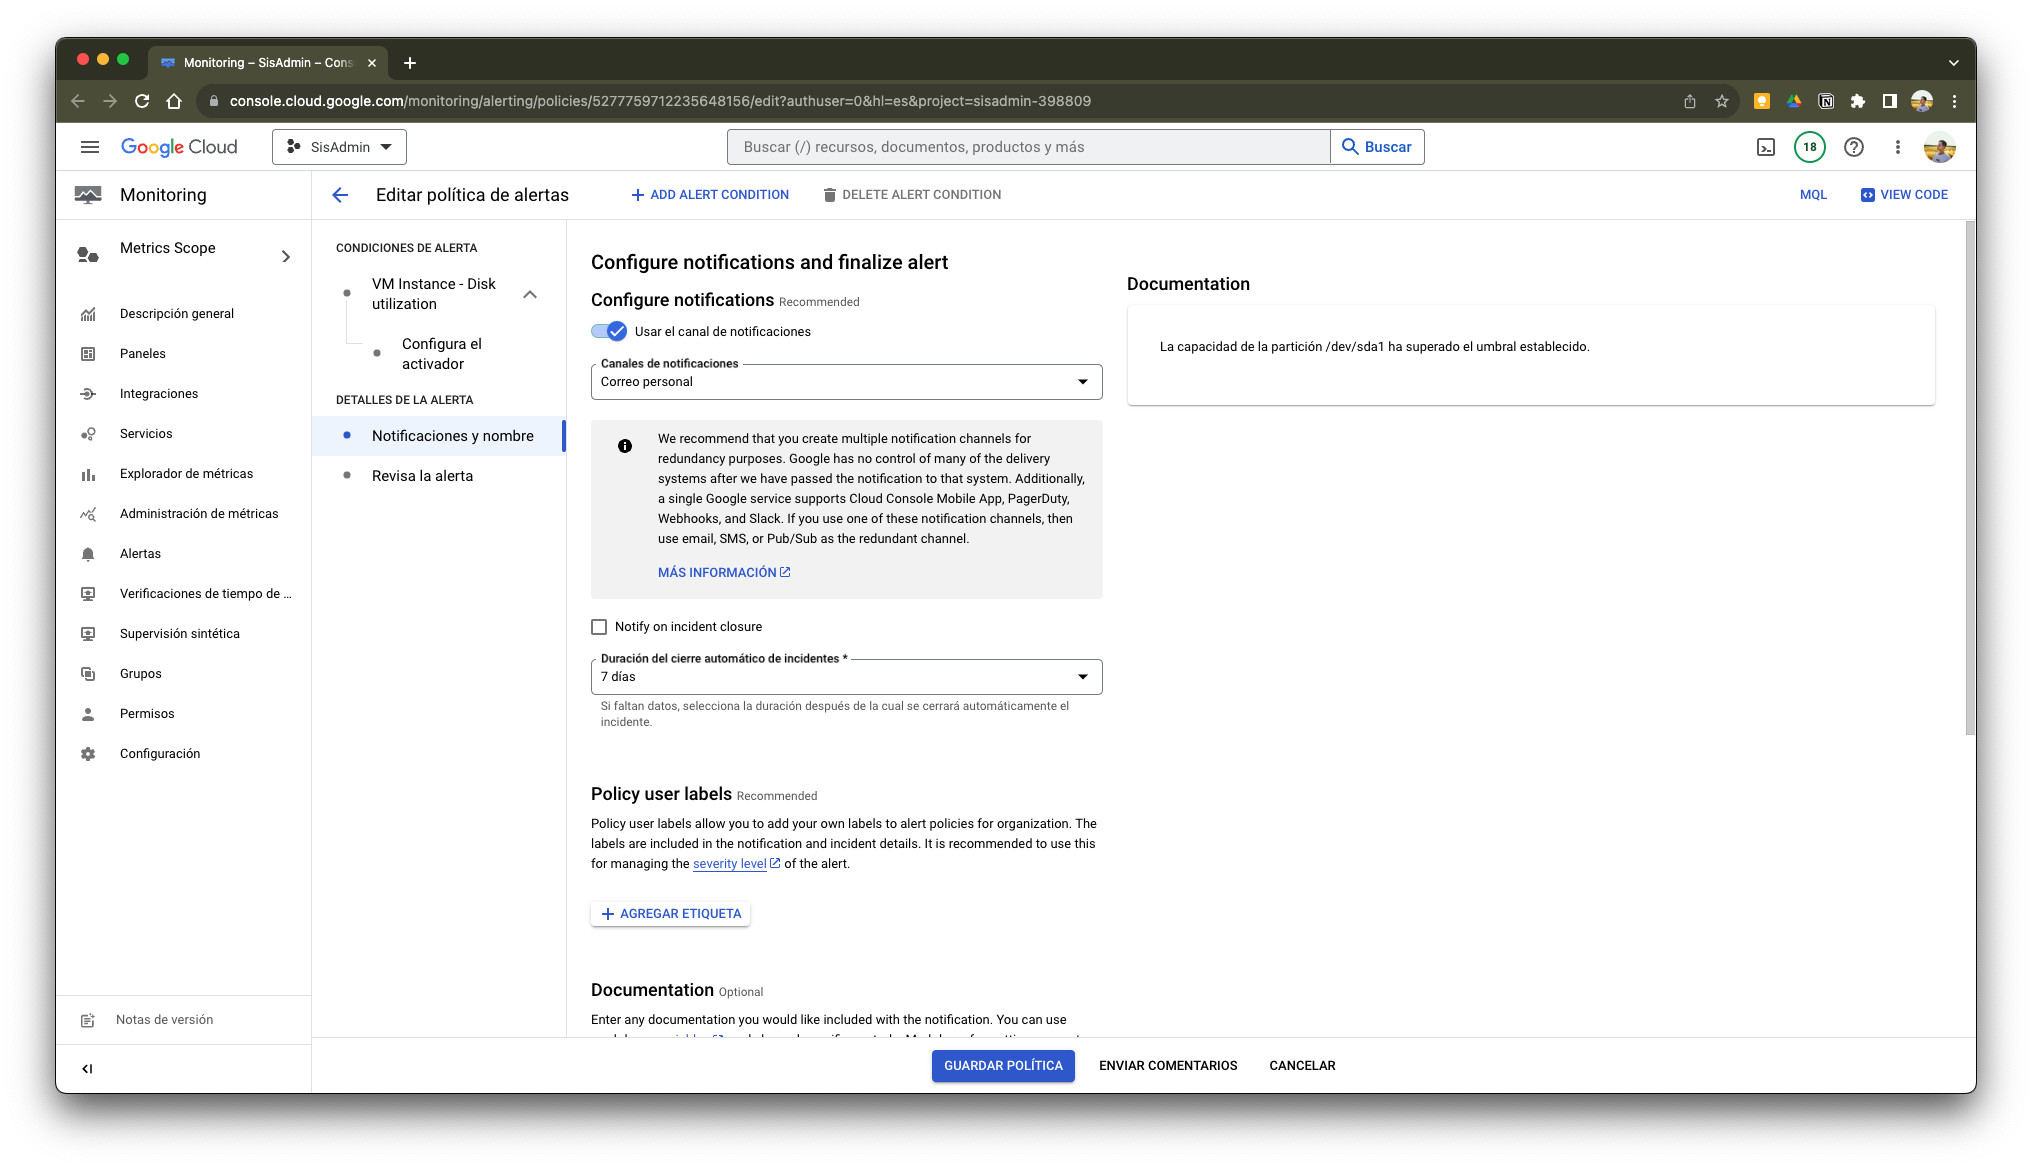 Monitoring – SisAdmin – Cons
console.cloud.google.com/monitoring/alerting/policies/5277759712235648156/edit?authuser=0&hl=es&project=sisadmin-398809
Google Cloud
SisAdmin
Buscar (/) recursos, documentos, productos y más
Buscar
18
Monitoring
Editar política de alertas
ADD ALERT CONDITION
DELETE ALERT CONDITION
MQL
VIEW CODE
Metrics Scope
Descripción general
Paneles
Integraciones
Servicios
Explorador de métricas
Administración de métricas
Alertas
Verificaciones de tiempo de ...
Supervisión sintética
Grupos
Permisos
Configuración
Notas de versión
CONDICIONES DE ALERTA
VM Instance - Disk
utilization
Configura el
activador
DETALLES DE LA ALERTA
Notificaciones y nombre
Revisa la alerta
Configure notifications and finalize alert
Configure notifications Recommended
Usar el canal de notificaciones
Canales de notificaciones
Correo personal
We recommend that you create multiple notification channels for
redundancy purposes. Google has no control of many of the delivery
systems after we have passed the notification to that system. Additionally,
a single Google service supports Cloud Console Mobile App, PagerDuty,
Webhooks, and Slack. If you use one of these notification channels, then
use email, SMS, or Pub/Sub as the redundant channel.
MÁS INFORMACIÓN
Notify on incident closure
Duración del cierre automático de incidentes *
7 días
Si faltan datos, selecciona la duración después de la cual se cerrará automáticamente el
incidente.
Policy user labels Recommended
Policy user labels allow you to add your own labels to alert policies for organization. The
labels are included in the notification and incident details. It is recommended to use this
for managing the severity level of the alert.
AGREGAR ETIQUETA
Documentation Optional
Enter any documentation you would like included with the notification. You can use
Documentation
La capacidad de la partición /dev/sda1 ha superado el umbral establecido.
GUARDAR POLÍTICA
ENVIAR COMENTARIOS
CANCELAR